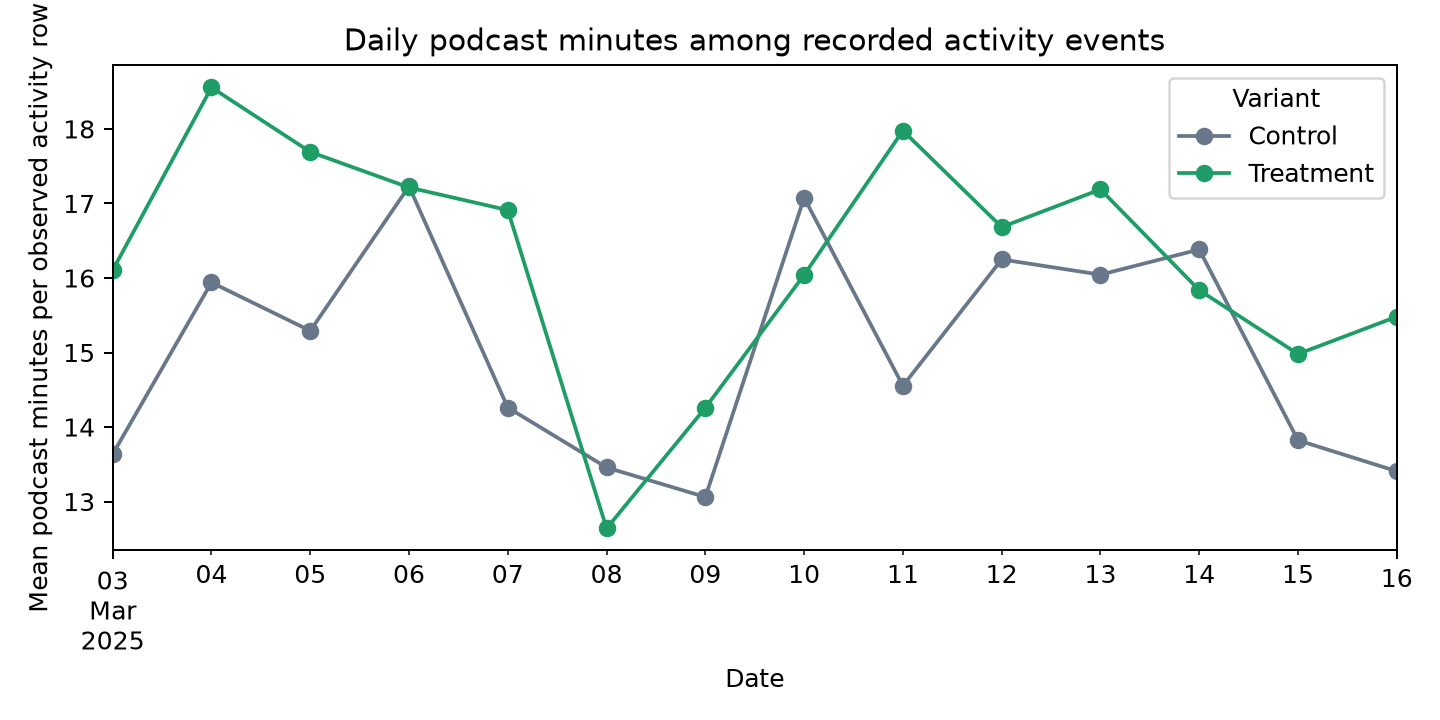 Daily podcast minutes among recorded activity events
Mean podcast minutes per observed activity row
18
17
16
15
14
13
Variant
Control
Treatment
03 04 05 06 07 08 09 10 11 12 13 14 15 16
Mar
2025
Date